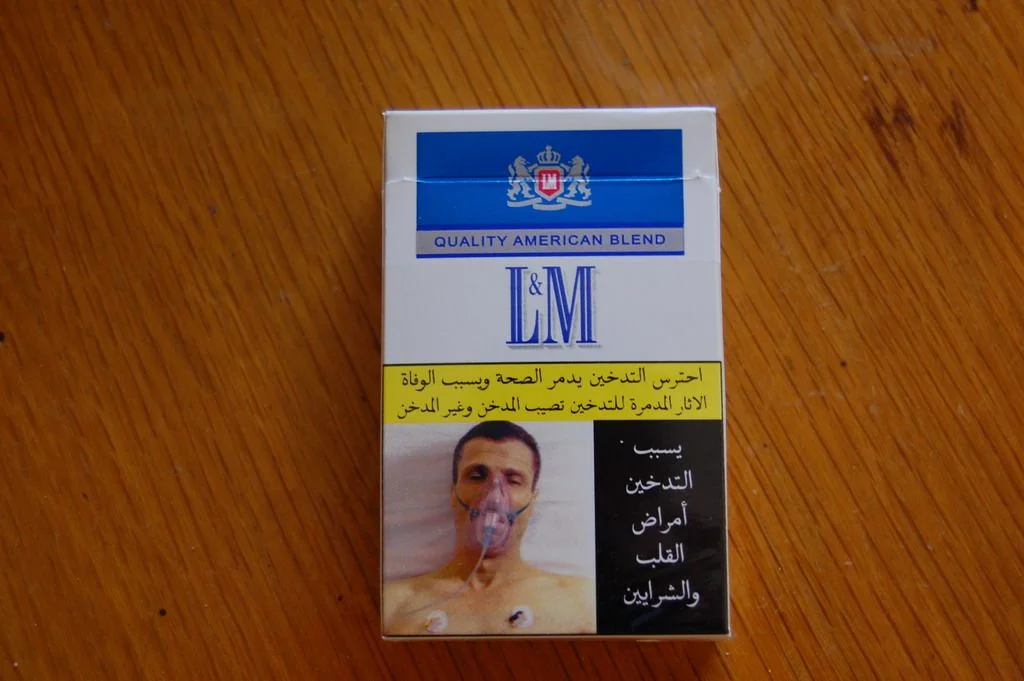 LM
QUALITY AMERICAN BLEND
L&M
احترس التدخين يدمر الصحة ويسبب الوفاة
الاثار المدمرة للتدخين تصيب المدخن وغير المدخن
يسبب
التدخين
أمراض
القلب
والشرايين